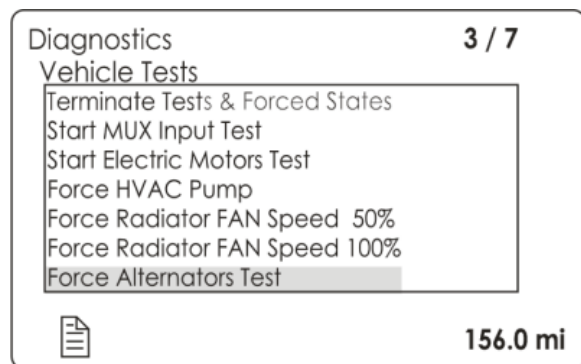 Diagnostics 3 / 7
Vehicle Tests
Terminate Tests & Forced States
Start MUX Input Test
Start Electric Motors Test
Force HVAC Pump
Force Radiator FAN Speed 50%
Force Radiator FAN Speed 100%
Force Alternators Test
156.0 mi